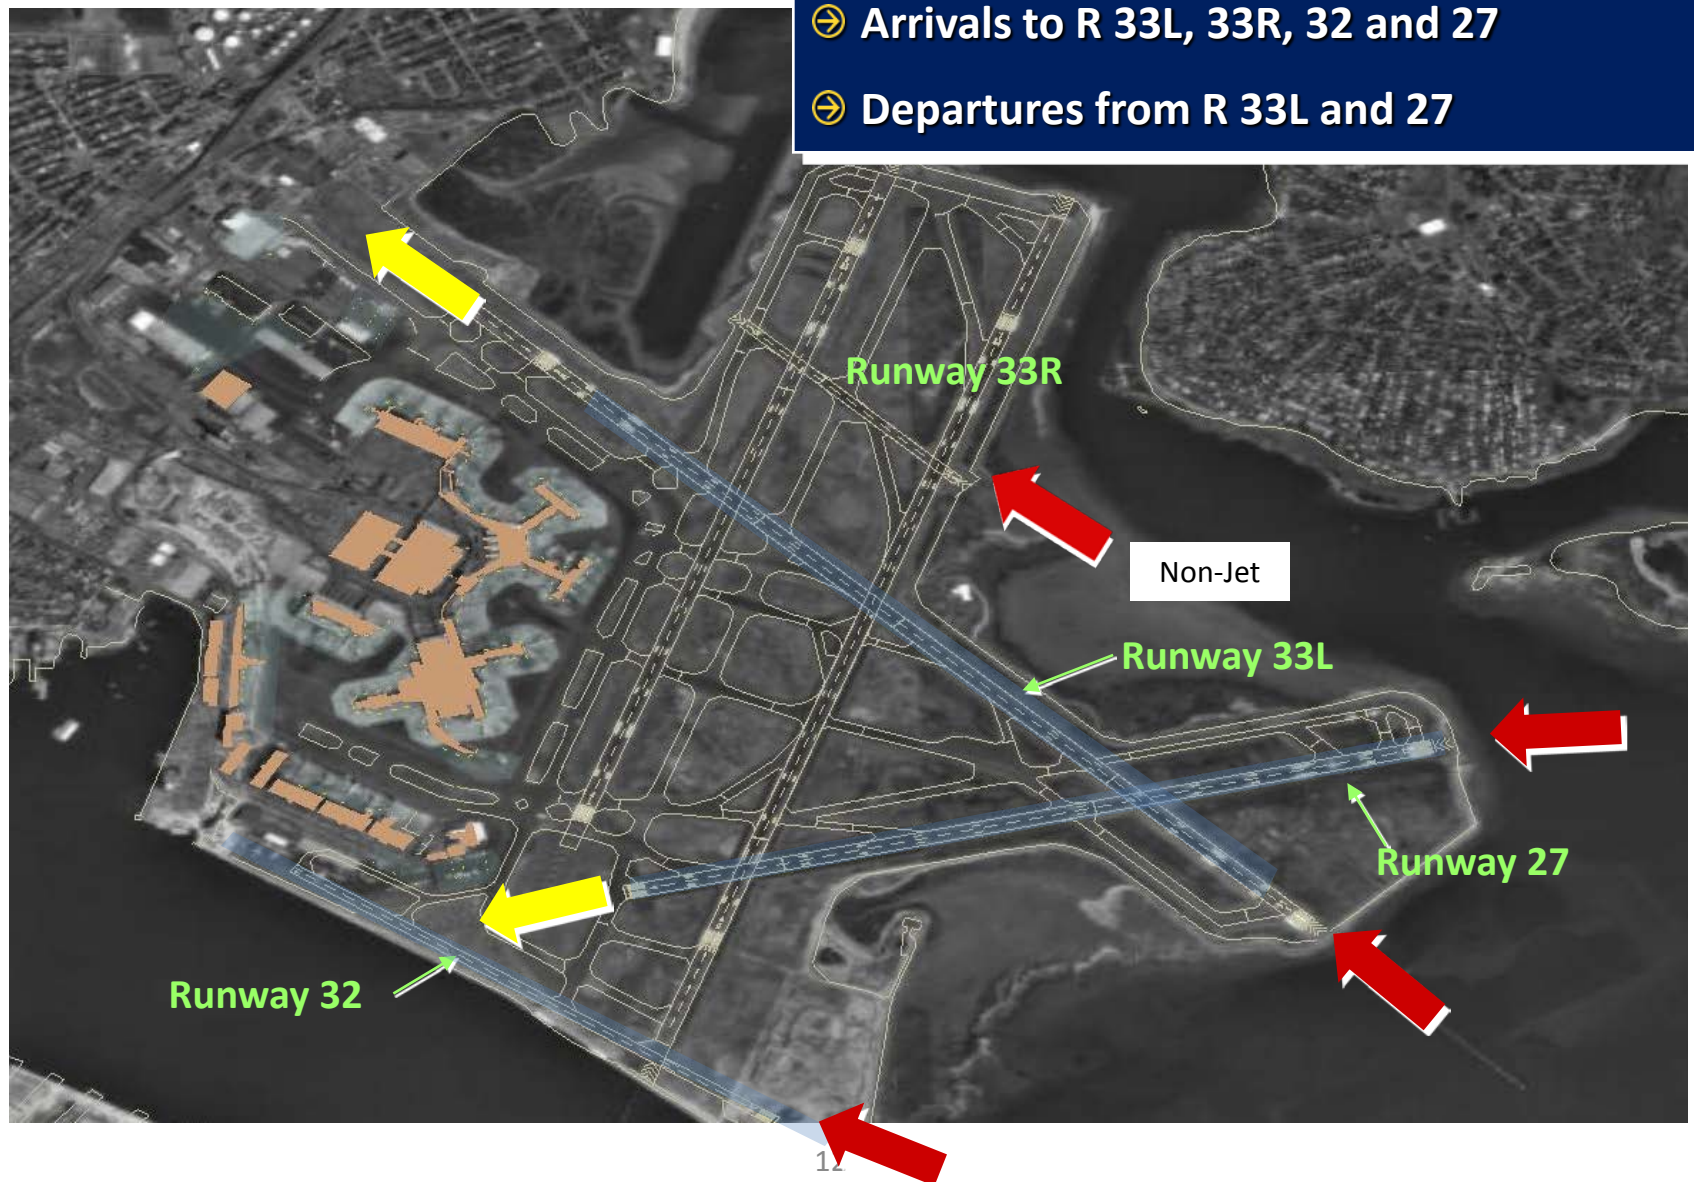 Arrivals to R 33L, 33R, 32 and 27
Departures from R 33L and 27
Runway 33R
Non-Jet
Runway 33L
Runway 27
Runway 32